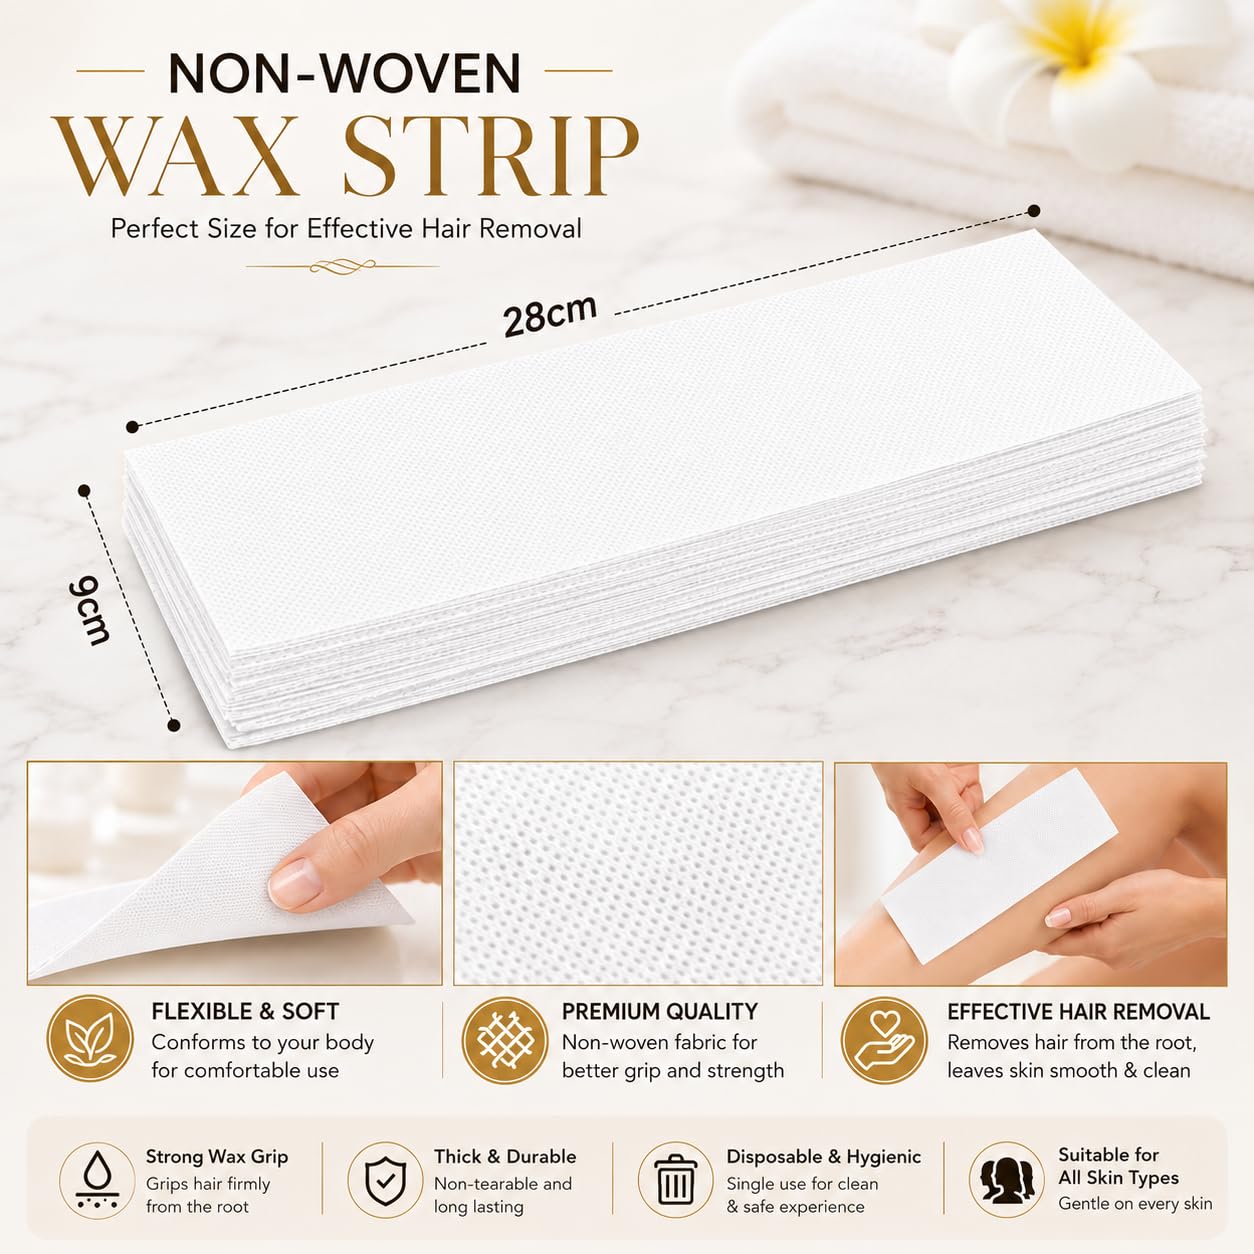 NON-WOVEN
WAX STRIP
Perfect Size for Effective Hair Removal
28cm
9cm
FLEXIBLE & SOFT
Conforms to your body
for comfortable use
PREMIUM QUALITY
Non-woven fabric for
better grip and strength
EFFECTIVE HAIR REMOVAL
Removes hair from the root,
leaves skin smooth & clean
Strong Wax Grip
Grips hair firmly
from the root
Thick & Durable
Non-tearable and
long lasting
Disposable & Hygienic
Single use for clean
& safe experience
Suitable for
All Skin Types
Gentle on every skin